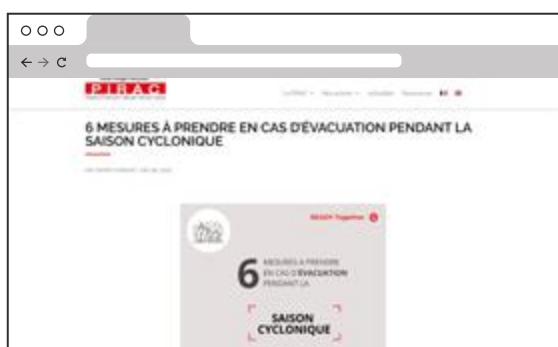 PIRAC
6 MESURES À PRENDRE EN CAS D'ÉVACUATION PENDANT LA
SAISON CYCLONIQUE
READY Together
6
MESURES À PRENDRE
EN CAS D'ÉVACUATION
PENDANT LA
SAISON
CYCLONIQUE